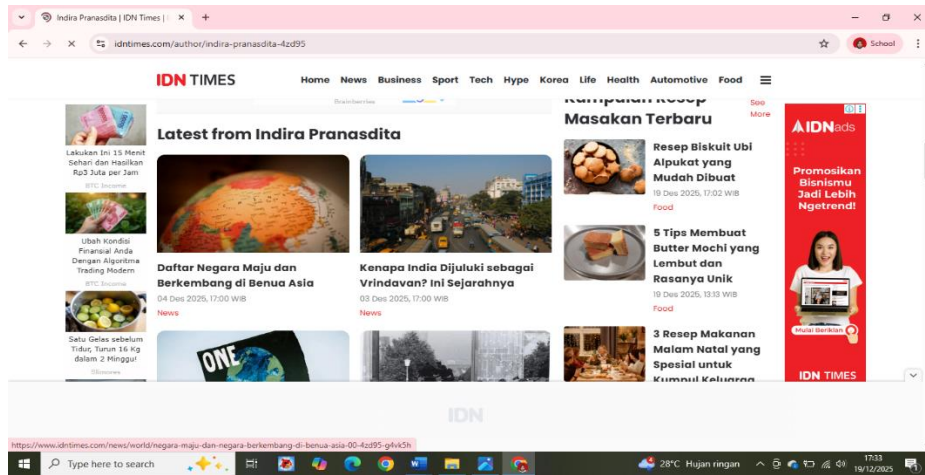 Indira Pranasdita | IDN Times |
idntimes.com/author/indira-pranasdita-4zd95
School
IDN TIMES
Home News Business Sport Tech Hype Korea Life Health Automotive Food
Brainberries
Lakukan Ini 15 Menit
Sehari dan Hasilkan
Rp3 Juta per Jam
BTC Income
Ubah Kondisi
Finansial Anda
Dengan Algoritma
Trading Modern
BTC Income
Satu Gelas sebelum
Tidur, Turun 16 Kg
dalam 2 Minggu!
Latest from Indira Pranasdita
Daftar Negara Maju dan
Berkembang di Benua Asia
04 Des 2025, 17:00 WIB
News
Kenapa India Dijuluki sebagai
Vrindavan? Ini Sejarahnya
03 Des 2025, 17:00 WIB
News
ONE
Kumpulan Resep
Masakan Terbaru
See
More
Resep Biskuit Ubi
Alpukat yang
Mudah Dibuat
19 Des 2025, 17:02 WIB
Food
5 Tips Membuat
Butter Mochi yang
Lembut dan
Rasanya Unik
19 Des 2025, 13:13 WIB
Food
3 Resep Makanan
Malam Natal yang
Spesial untuk
Kumpul Keluarga
IDNads
Promosikan
Bisnismu
Jadi Lebih
Ngetrend!
Mulai Beriklan
IDN TIMES
IDN
https://www.idntimes.com/news/world/negara-maju-dan-negara-berkembang-di-benua-asia-00-4zd95-g4vk5h
Type here to search
28°C Hujan ringan
17:33
19/12/2025